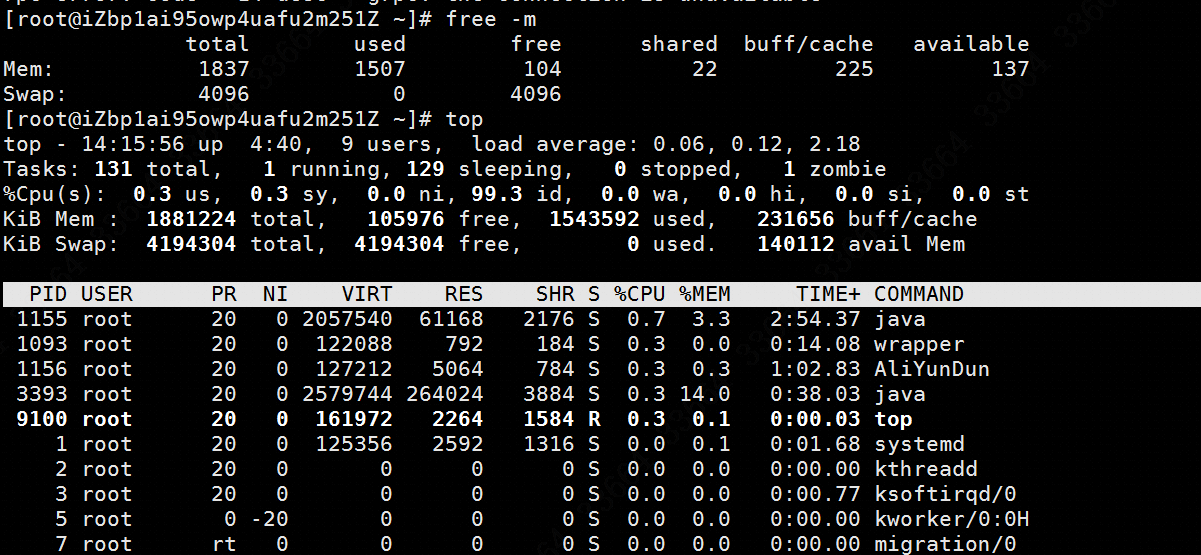 [root@iZbp1ai95owp4uafu2m251Z ~]# free -m
              total        used        free      shared  buff/cache   available
Mem:           1837        1507         104          22         225         137
Swap:          4096           0        4096
[root@iZbp1ai95owp4uafu2m251Z ~]# top
top - 14:15:56 up  4:40,  9 users,  load average: 0.06, 0.12, 2.18
Tasks: 131 total,   1 running, 129 sleeping,   0 stopped,   1 zombie
%Cpu(s):  0.3 us,  0.3 sy,  0.0 ni, 99.3 id,  0.0 wa,  0.0 hi,  0.0 si,  0.0 st
KiB Mem :  1881224 total,   105976 free,  1543592 used,   231656 buff/cache
KiB Swap:  4194304 total,  4194304 free,        0 used.   140112 avail Mem
  PID USER      PR  NI    VIRT    RES    SHR S %CPU %MEM     TIME+ COMMAND
 1155 root      20   0 2057540  61168   2176 S  0.7  3.3   2:54.37 java
 1093 root      20   0  122088    792    184 S  0.3  0.0   0:14.08 wrapper
 1156 root      20   0  127212   5064    784 S  0.3  0.3   1:02.83 AliYunDun
 3393 root      20   0 2579744 264024   3884 S  0.3 14.0   0:38.03 java
 9100 root      20   0  161972   2264   1584 R  0.3  0.1   0:00.03 top
    1 root      20   0  125356   2592   1316 S  0.0  0.1   0:01.68 systemd
    2 root      20   0       0      0      0 S  0.0  0.0   0:00.00 kthreadd
    3 root      20   0       0      0      0 S  0.0  0.0   0:00.77 ksoftirqd/0
    5 root       0 -20       0      0      0 S  0.0  0.0   0:00.00 kworker/0:0H
    7 root      rt   0       0      0      0 S  0.0  0.0   0:00.00 migration/0